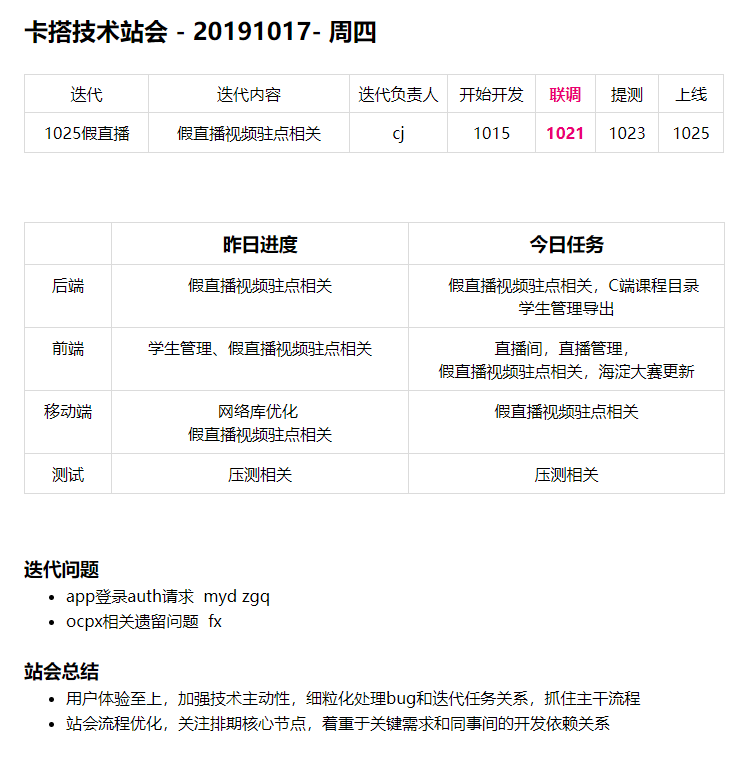 卡搭技术站会 - 20191017- 周四
迭代 迭代内容 迭代负责人 开始开发 联调 提测 上线
1025假直播 假直播视频驻点相关 cj 1015 1021 1023 1025
昨日进度 今日任务
后端 假直播视频驻点相关 假直播视频驻点相关，C端课程目录
学生管理导出
前端 学生管理、假直播视频驻点相关 直播间，直播管理，
假直播视频驻点相关，海淀大赛更新
移动端 网络库优化 假直播视频驻点相关
假直播视频驻点相关
测试 压测相关 压测相关
迭代问题
app登录auth请求 myd zgq
ocpx相关遗留问题 fx
站会总结
用户体验至上，加强技术主动性，细粒化处理bug和迭代任务关系，抓住主干流程
站会流程优化，关注排期核心节点，着重于关键需求和同事间的开发依赖关系